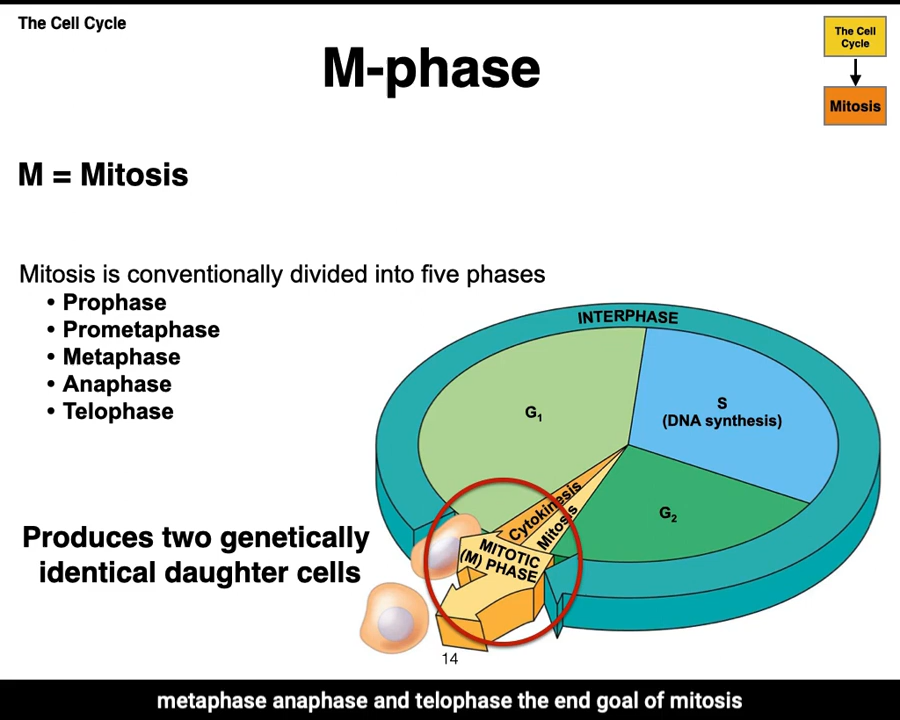 The Cell Cycle
The Cell
Cycle
M-phase
Mitosis
M = Mitosis
Mitosis is conventionally divided into five phases
• Prophase
• Prometaphase
• Metaphase
• Anaphase
• Telophase
INTERPHASE
G₁
S
(DNA synthesis)
G₂
Cytokinesis
Mitosis
MITOTIC
(M) PHASE
Produces two genetically
identical daughter cells
14
metaphase anaphase and telophase the end goal of mitosis